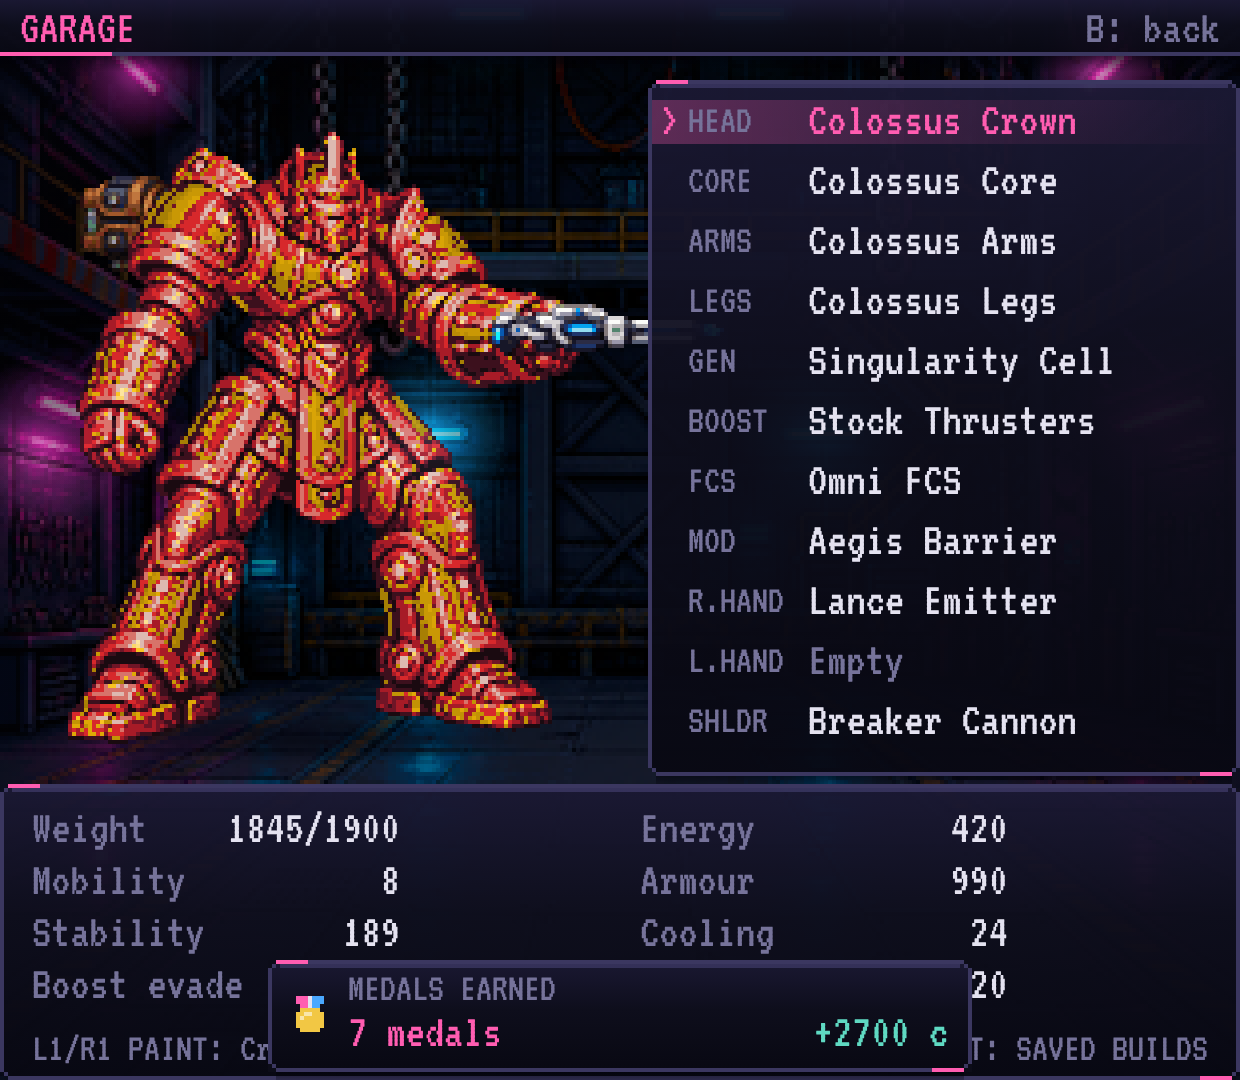 GARAGE B: back
HEAD Colossus Crown
CORE Colossus Core
ARMS Colossus Arms
LEGS Colossus Legs
GEN Singularity Cell
BOOST Stock Thrusters
FCS Omni FCS
MOD Aegis Barrier
R.HAND Lance Emitter
L.HAND Empty
SHLDR Breaker Cannon
Weight 1845/1900 Energy 420
Mobility 8 Armour 990
Stability 189 Cooling 24
Boost evade 20
MEDALS EARNED
7 medals +2700 c
L1/R1 PAINT: SAVED BUILDS